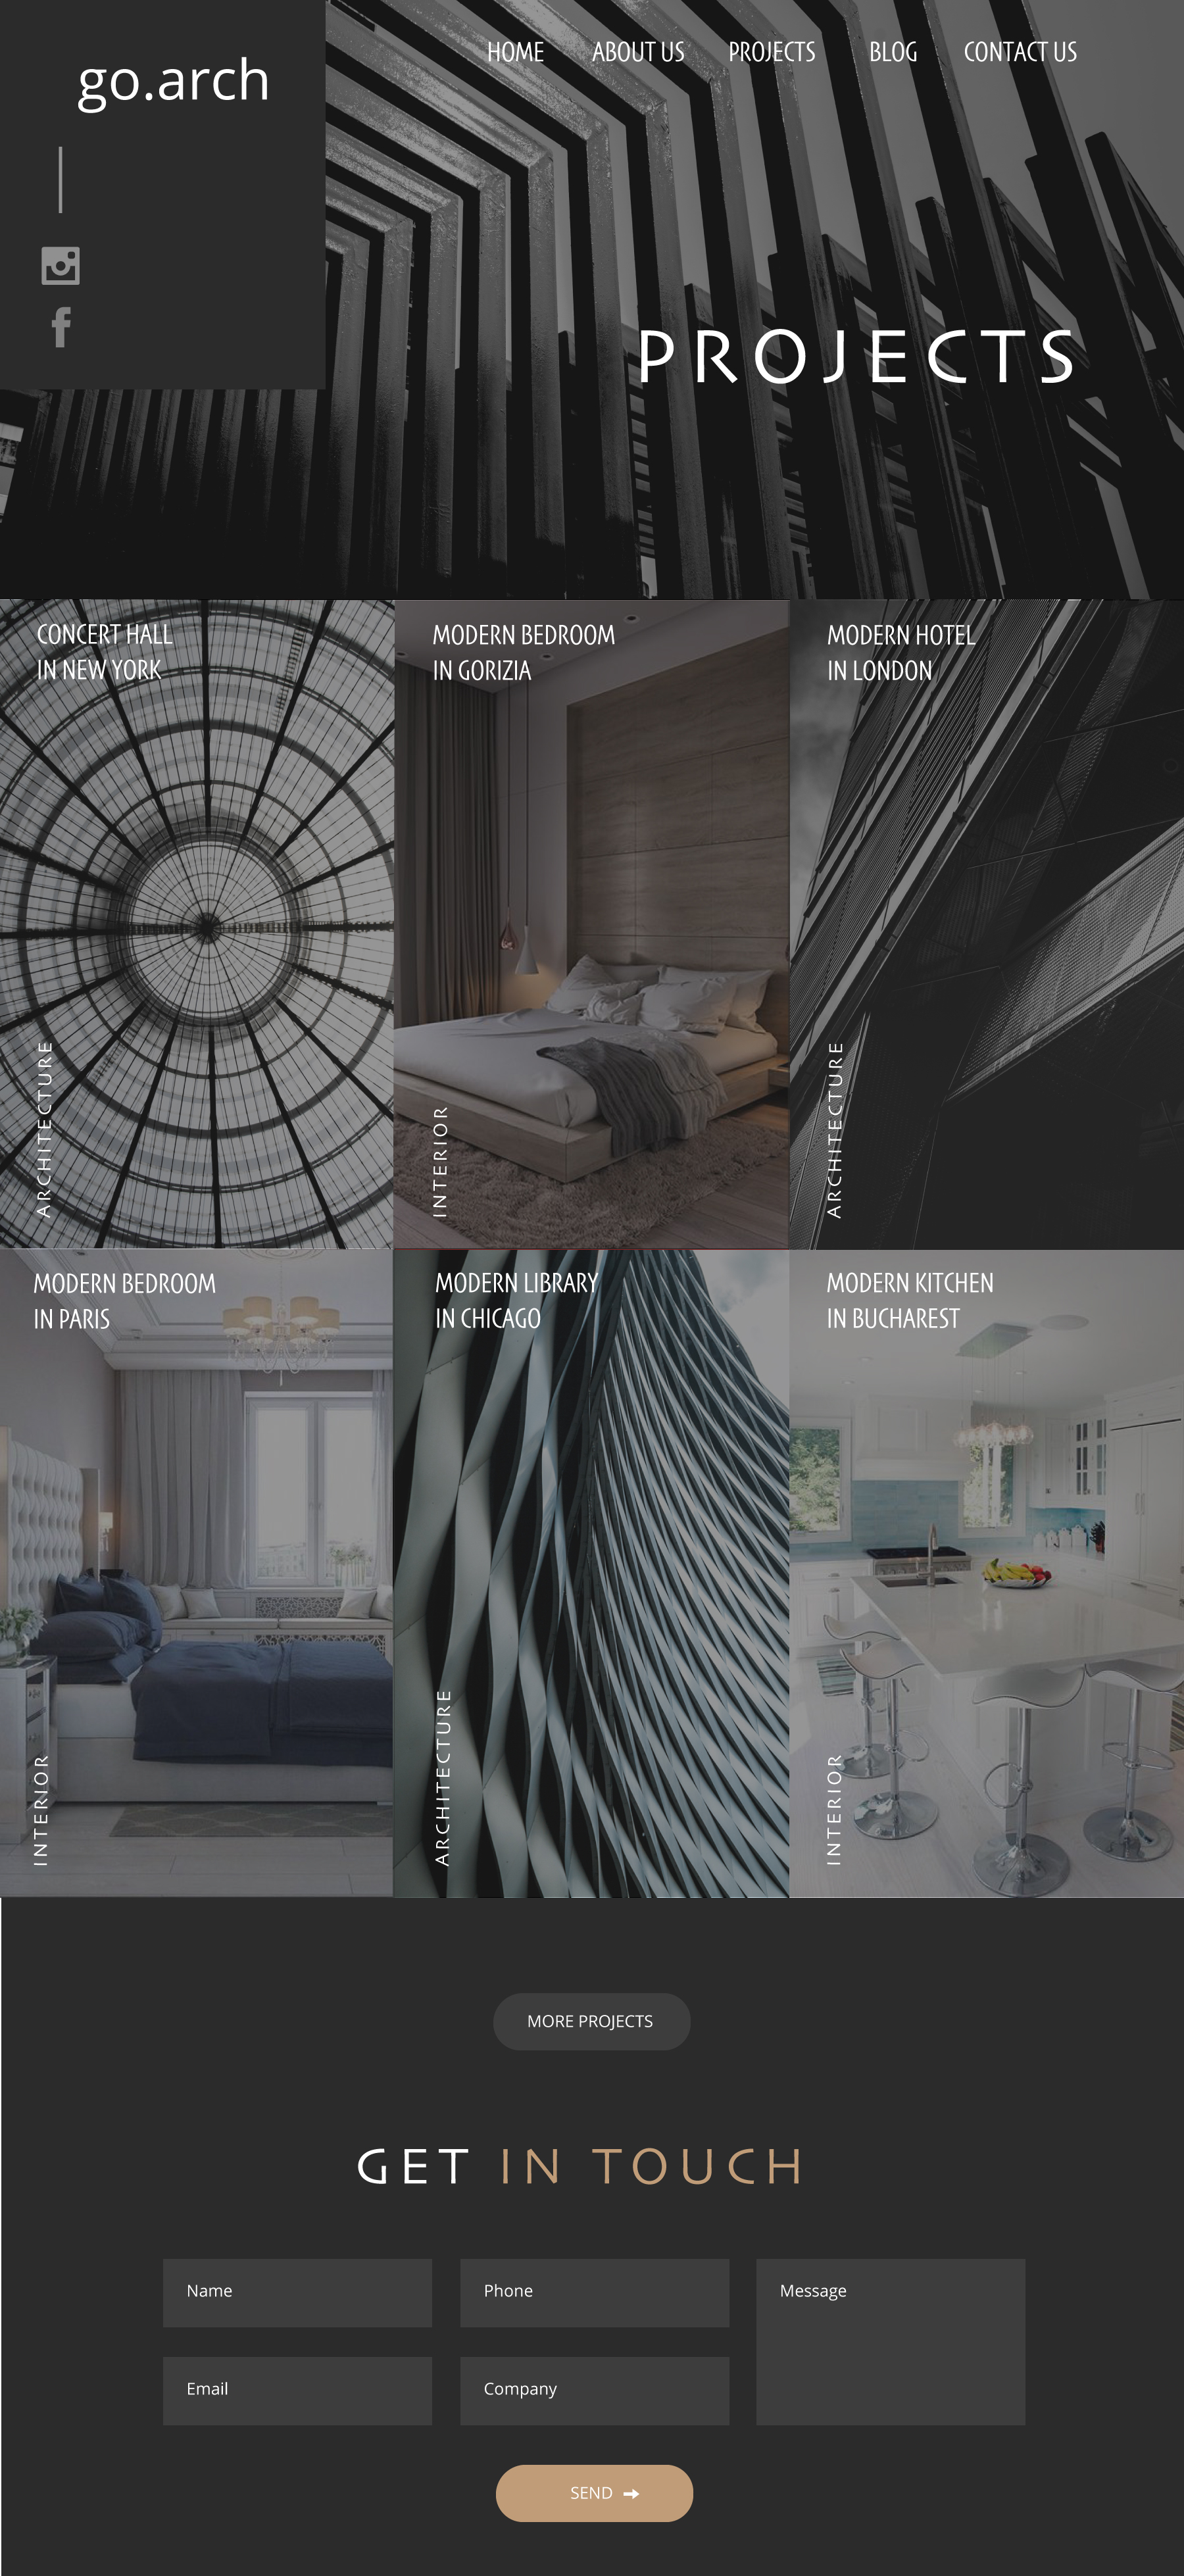 go.arch
HOME ABOUT US PROJECTS BLOG CONTACT US
PROJECTS
CONCERT HALL
IN NEW YORK
ARCHITECTURE
MODERN BEDROOM
IN GORIZIA
INTERIOR
MODERN HOTEL
IN LONDON
ARCHITECTURE
MODERN BEDROOM
IN PARIS
INTERIOR
MODERN LIBRARY
IN CHICAGO
ARCHITECTURE
MODERN KITCHEN
IN BUCHAREST
INTERIOR
MORE PROJECTS
GET IN TOUCH
Name
Phone
Message
Email
Company
SEND